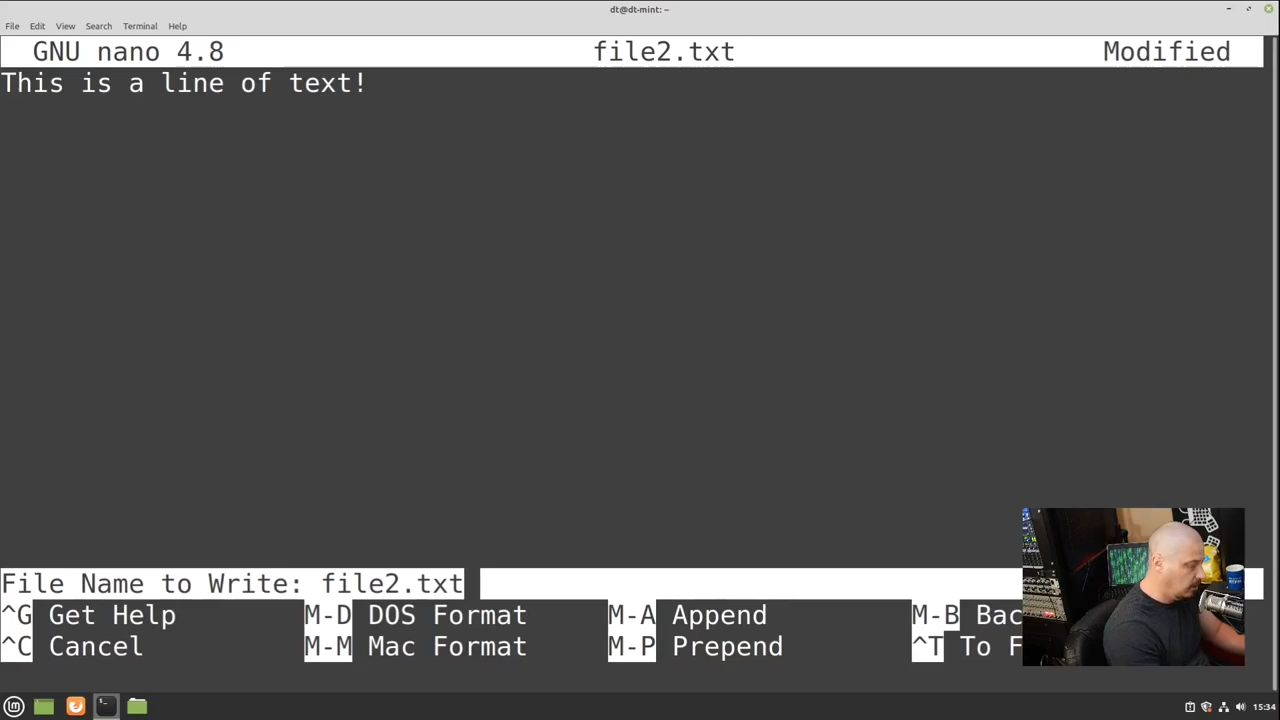 dt@dt-mint: ~
File Edit View Search Terminal Help
GNU nano 4.8 file2.txt Modified
This is a line of text!
File Name to Write: file2.txt
^G Get Help M-D DOS Format M-A Append M-B Bac
^C Cancel M-M Mac Format M-P Prepend ^T To F
15:34